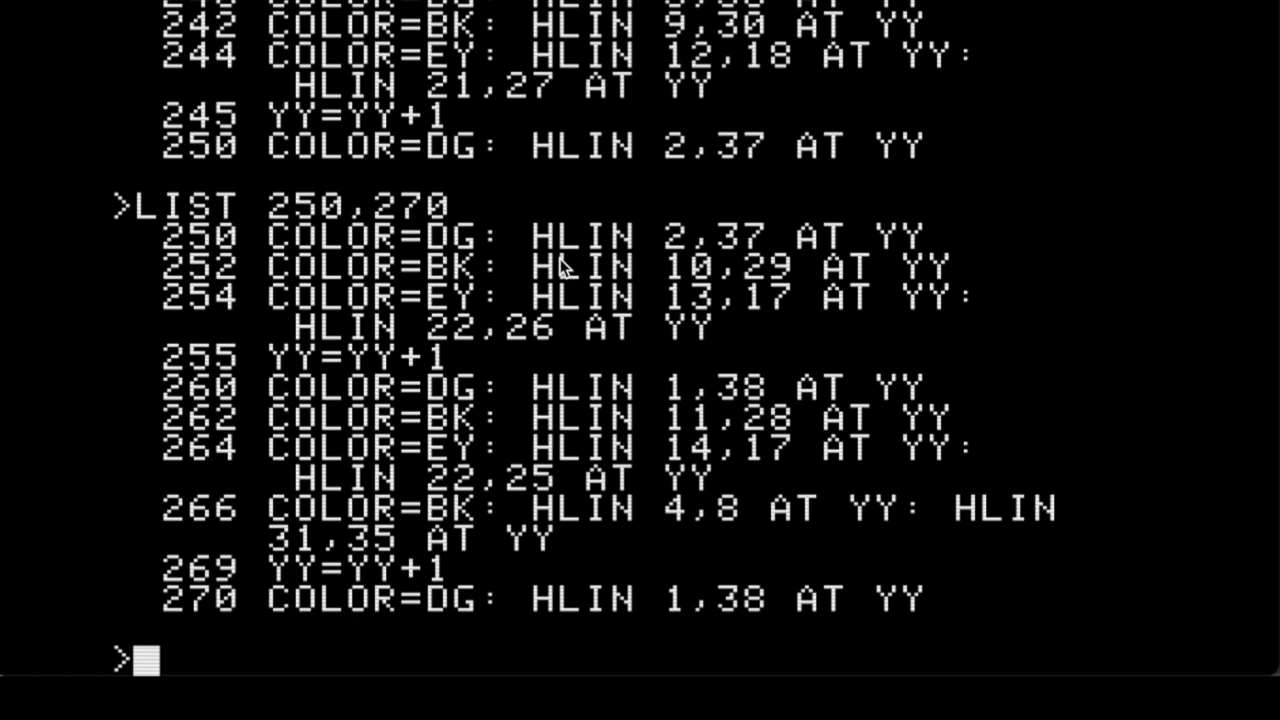 242 COLOR=BK: HLIN 9,30 AT YY
244 COLOR=EY: HLIN 12,18 AT YY:
HLIN 21,27 AT YY
245 YY=YY+1
250 COLOR=DG: HLIN 2,37 AT YY
>LIST 250,270
250 COLOR=DG: HLIN 2,37 AT YY
252 COLOR=BK: HLIN 10,29 AT YY
254 COLOR=EY: HLIN 13,17 AT YY:
HLIN 22,26 AT YY
255 YY=YY+1
260 COLOR=DG: HLIN 1,38 AT YY
262 COLOR=BK: HLIN 11,28 AT YY
264 COLOR=EY: HLIN 14,17 AT YY:
HLIN 22,25 AT YY
266 COLOR=BK: HLIN 4,8 AT YY: HLIN
31,35 AT YY
269 YY=YY+1
270 COLOR=DG: HLIN 1,38 AT YY
>